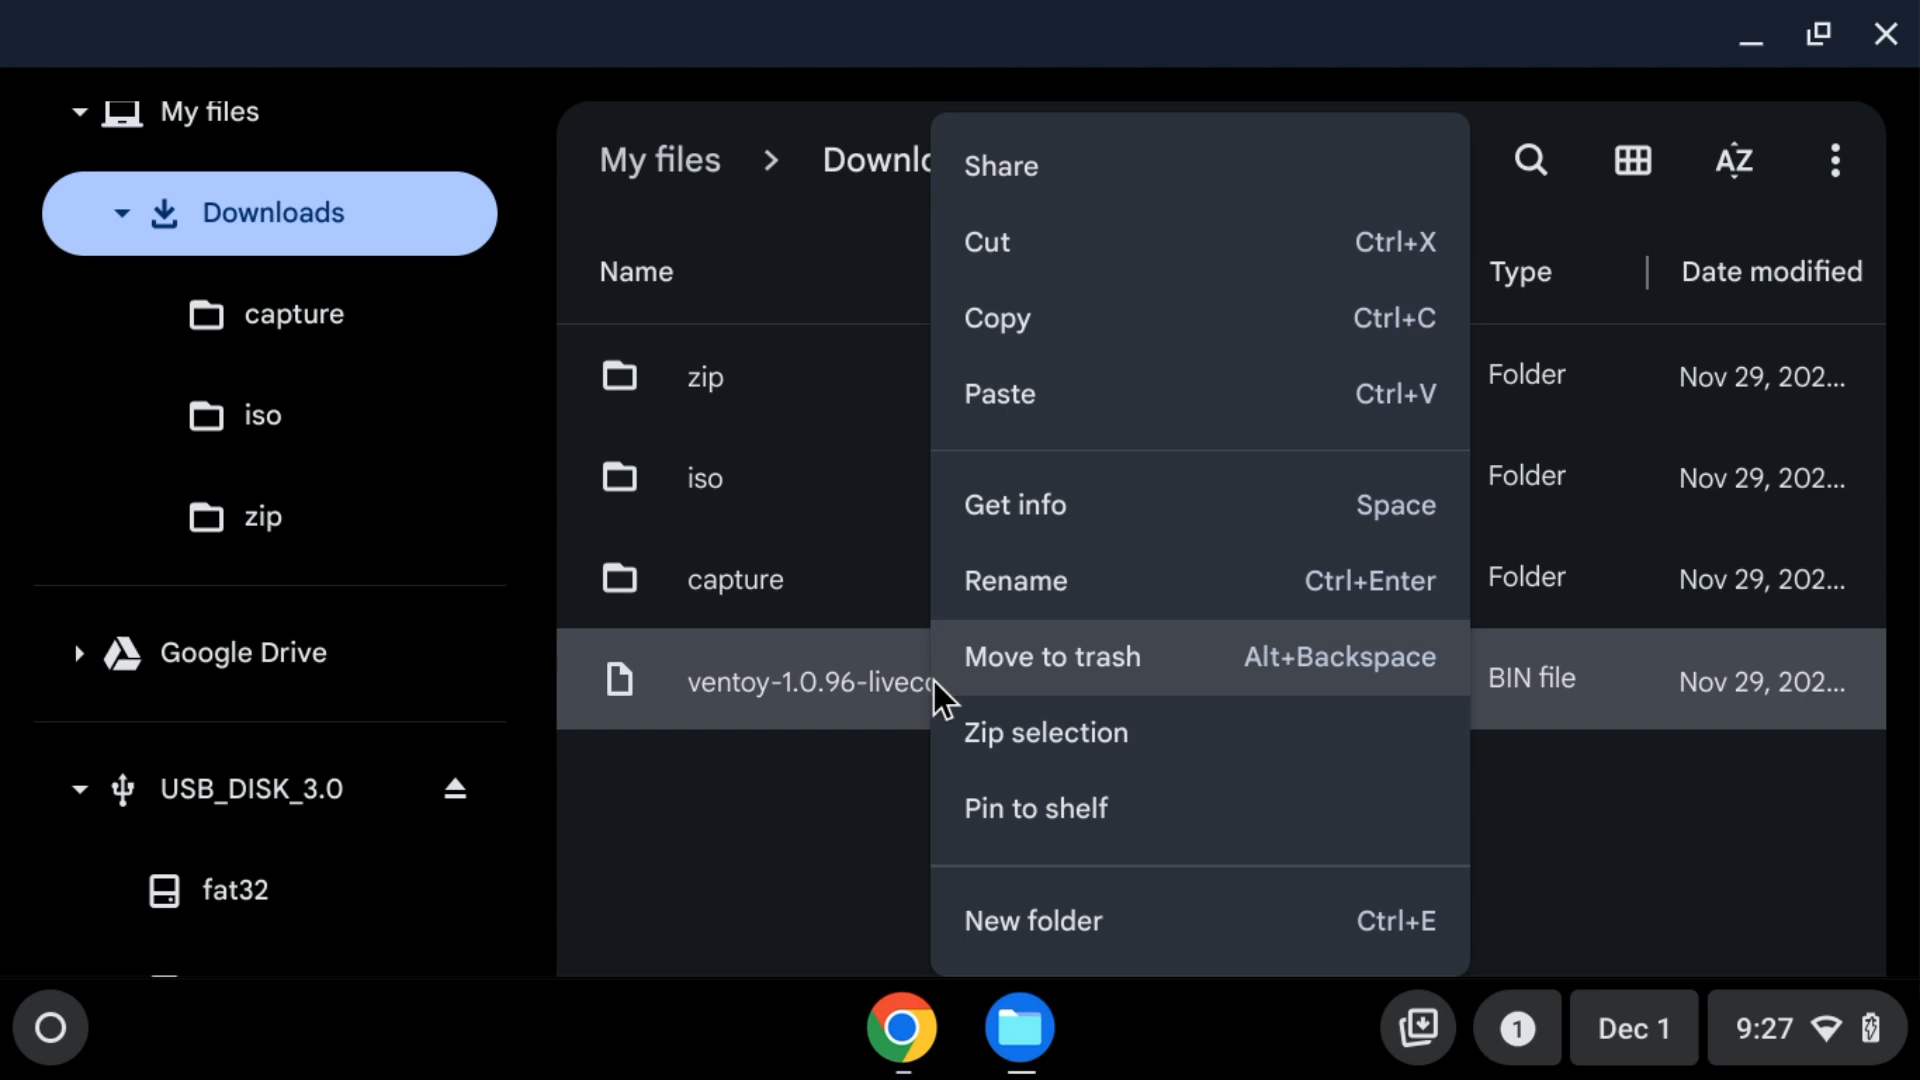 My files
Downloads
capture
iso
zip
Google Drive
USB_DISK_3.0
fat32
My files > Downlo
Name
Type
Date modified
zip
Folder
Nov 29, 202...
iso
Folder
Nov 29, 202...
capture
Folder
Nov 29, 202...
ventoy-1.0.96-livec
BIN file
Nov 29, 202...
Share
Cut Ctrl+X
Copy Ctrl+C
Paste Ctrl+V
Get info Space
Rename Ctrl+Enter
Move to trash Alt+Backspace
Zip selection
Pin to shelf
New folder Ctrl+E
AZ
1
Dec 1
9:27